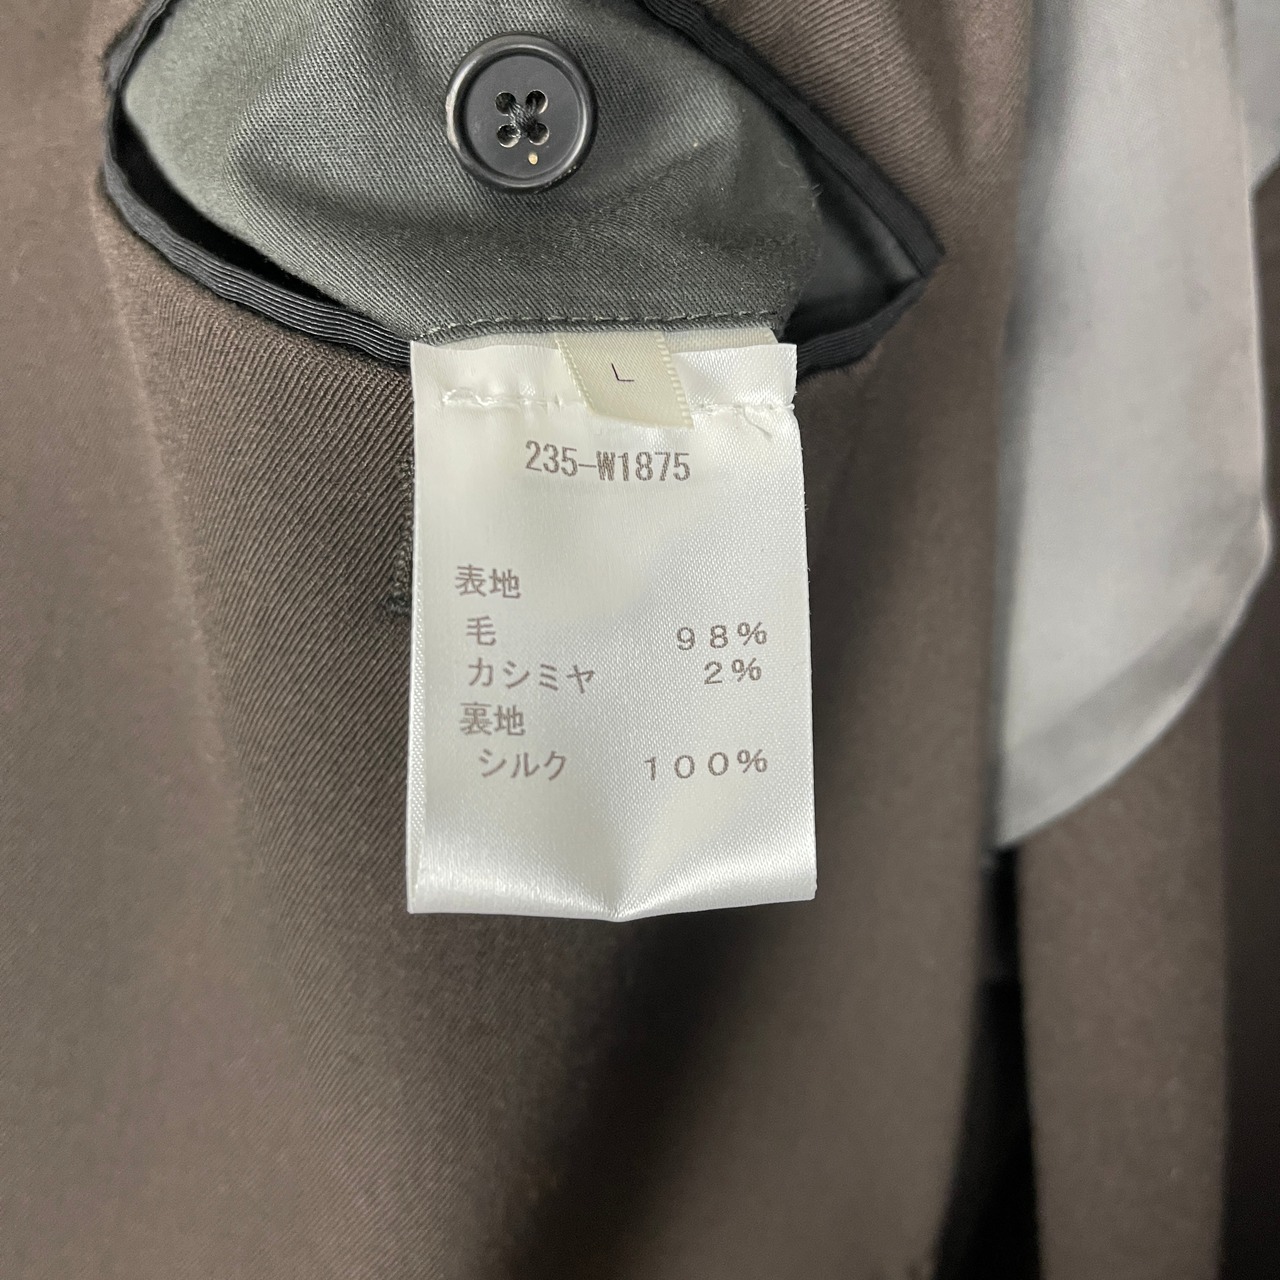 L
235-W1875
表地
毛 98%
カシミヤ 2%
裏地
シルク 100%